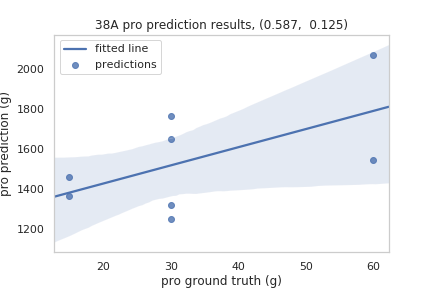 38A pro prediction results, (0.587,  0.125)
fitted line
predictions
2000
1800
1600
1400
1200
pro prediction (g)
20 30 40 50 60
pro ground truth (g)